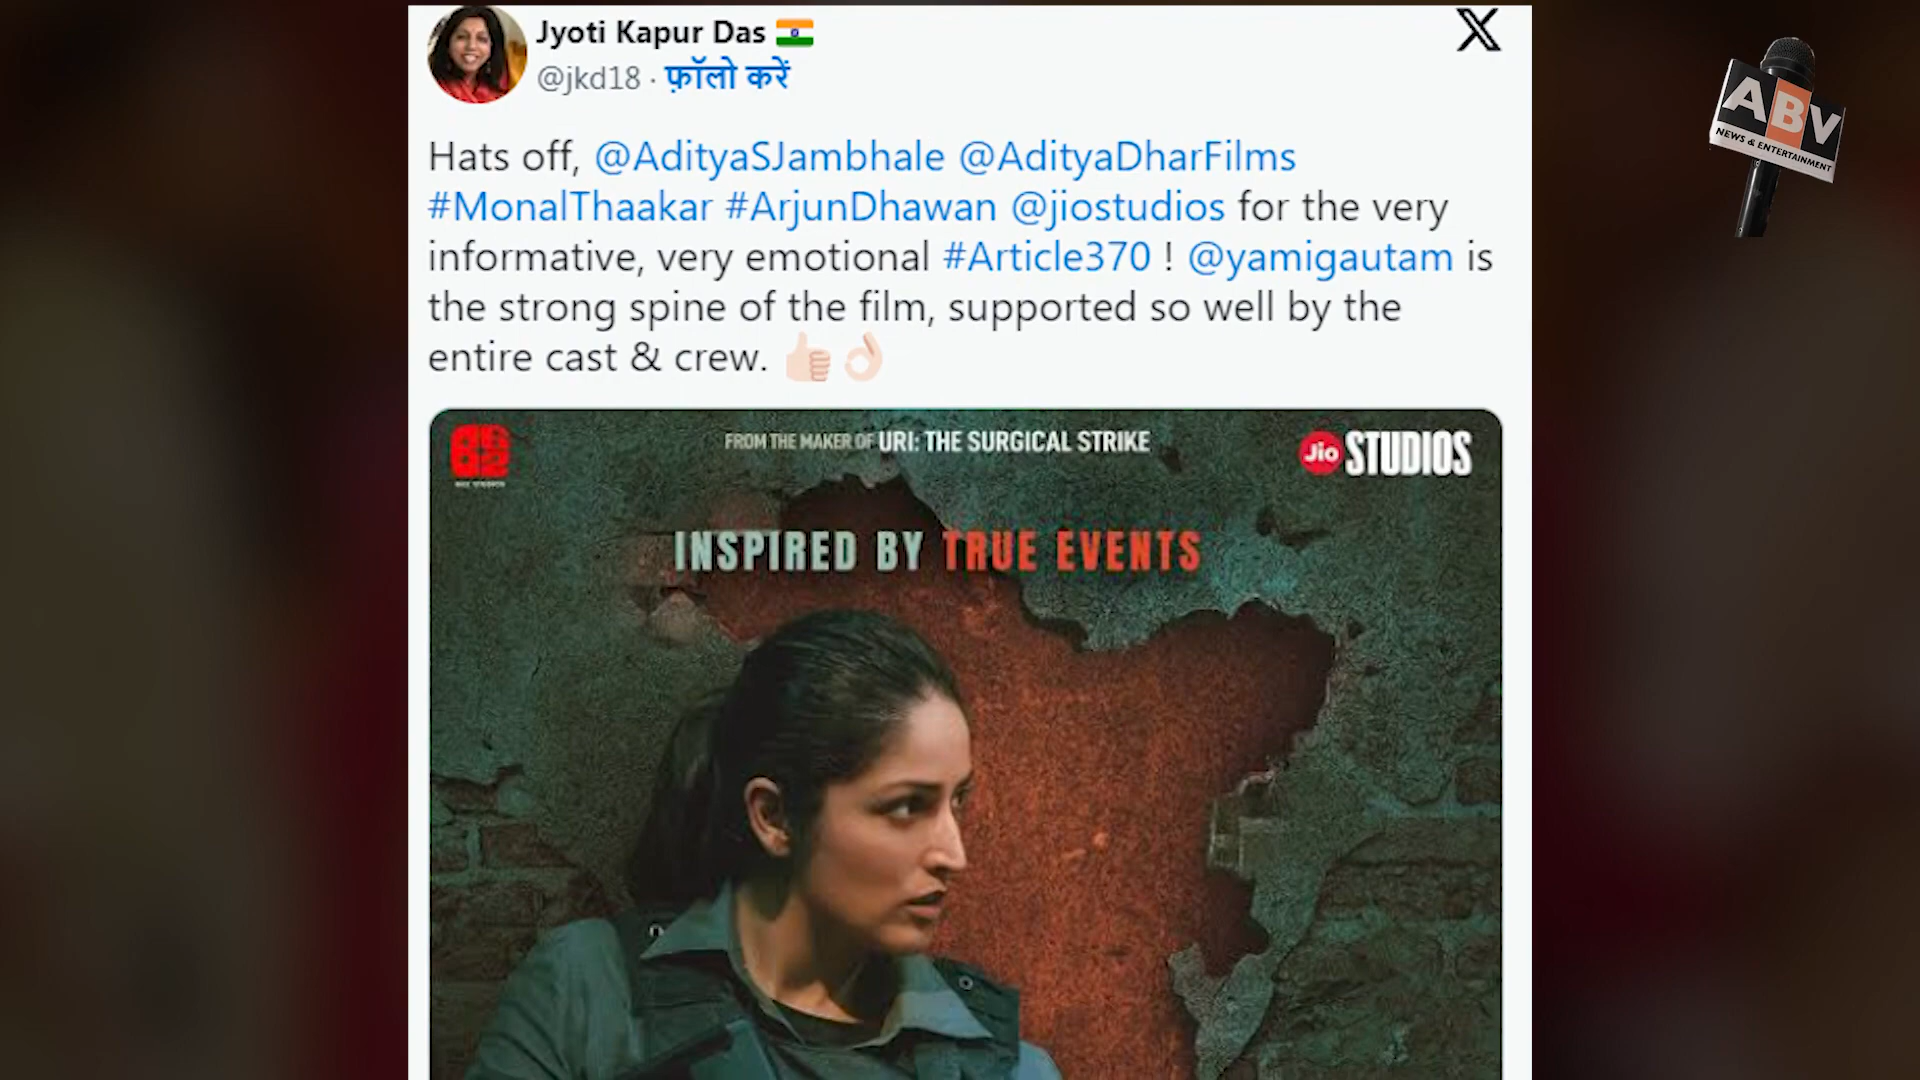 Jyoti Kapur Das
@jkd18 · फ़ॉलो करें
Hats off, @AdityaSJambhale @AdityaDharFilms
#MonalThaakar #ArjunDhawan @jiostudios for the very
informative, very emotional #Article370 ! @yamigautam is
the strong spine of the film, supported so well by the
entire cast & crew.
FROM THE MAKER OF URI: THE SURGICAL STRIKE
Jio STUDIOS
INSPIRED BY TRUE EVENTS
ABV
NEWS & ENTERTAINMENT